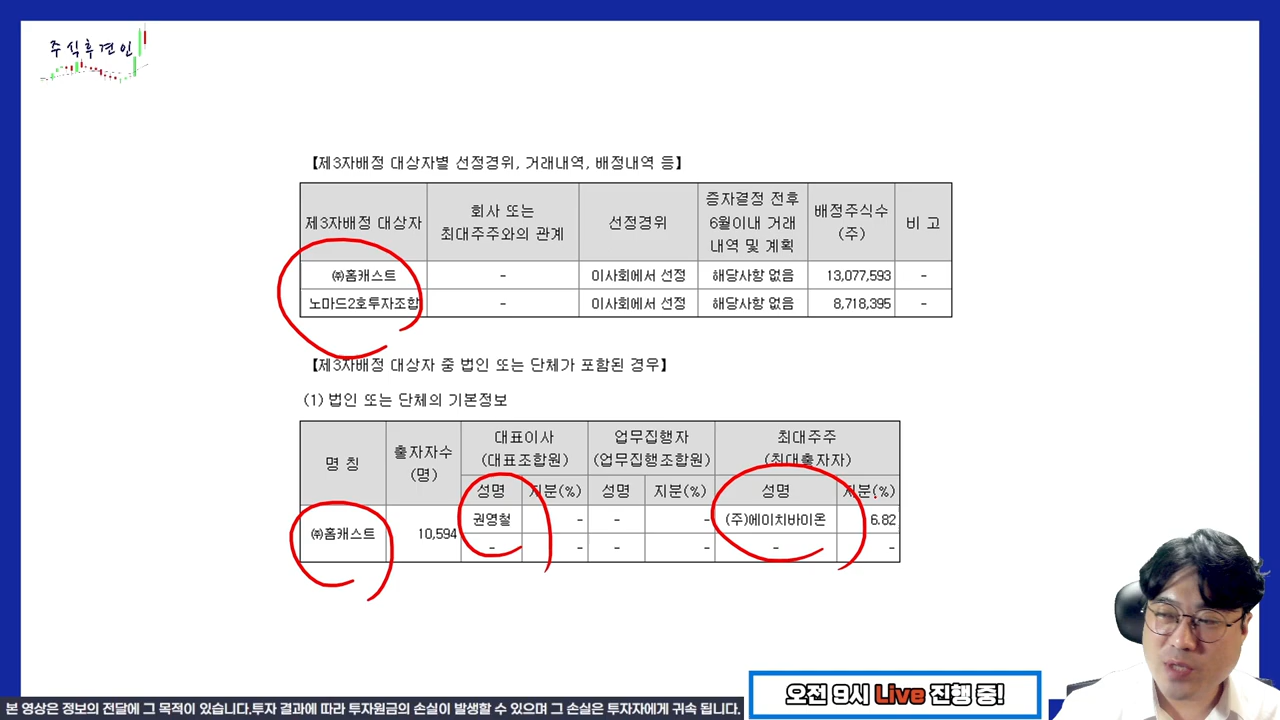 주식후견인
【제3자배정 대상자별 선정경위, 거래내역, 배정내역 등】
제3자배정 대상자 회사 또는 최대주주와의 관계 선정경위 증자결정 전후 6월이내 거래 내역 및 계획 배정주식수 (주) 비 고
㈜홈캐스트 - 이사회에서 선정 해당사항 없음 13,077,593 -
노마드2호투자조합 - 이사회에서 선정 해당사항 없음 8,718,395 -
【제3자배정 대상자 중 법인 또는 단체가 포함된 경우】
(1) 법인 또는 단체의 기본정보
명 칭 출자자수 (명) 대표이사 (대표조합원) 업무집행자 (업무집행조합원) 최대주주 (최대출자자)
성명 지분(%) 성명 지분(%) 성명 지분(%)
㈜홈캐스트 10,594 권영철 - - - (주)에이치바이온 6.82
- - - - - -
오전 9시 Live 진행 중!
본 영상은 정보의 전달에 그 목적이 있습니다.투자 결과에 따라 투자원금의 손실이 발생할 수 있으며 그 손실은 투자자에게 귀속 됩니다.